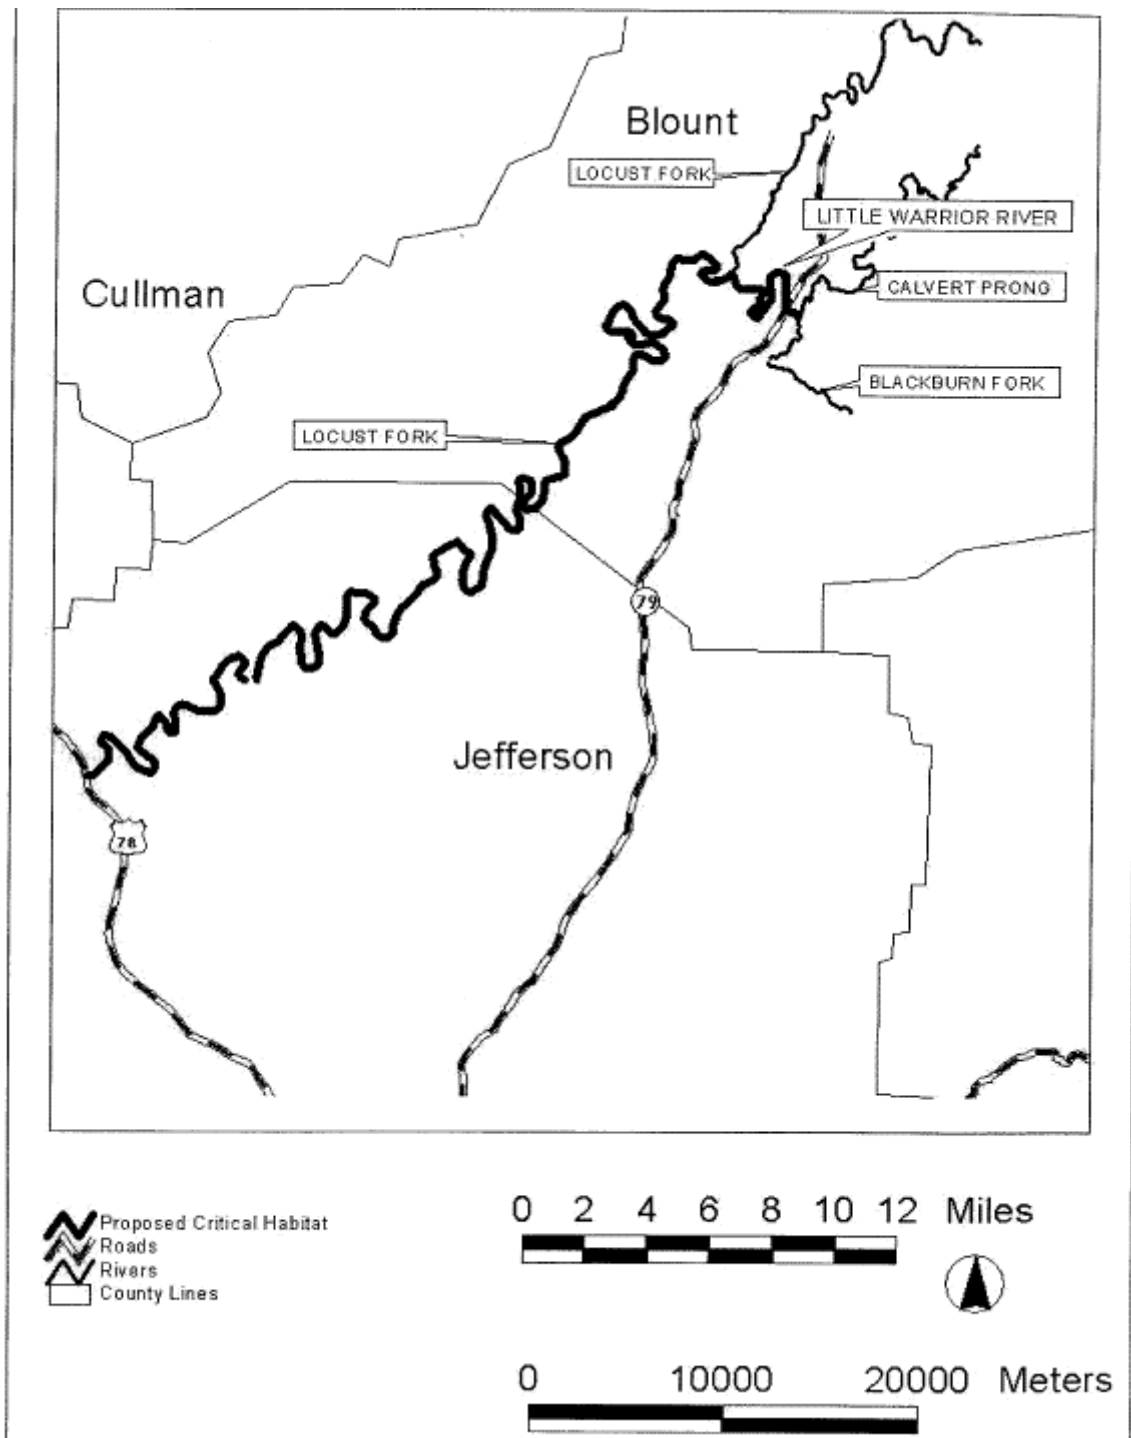 Blount
LOCUST FORK
LITTLE WARRIOR RIVER
Cullman
CALVERT PRONG
BLACKBURN FORK
LOCUST FORK
79
Jefferson
78
0 2 4 6 8 10 12 Miles
Proposed Critical Habitat
Roads
Rivers
County Lines
0 10000 20000 Meters